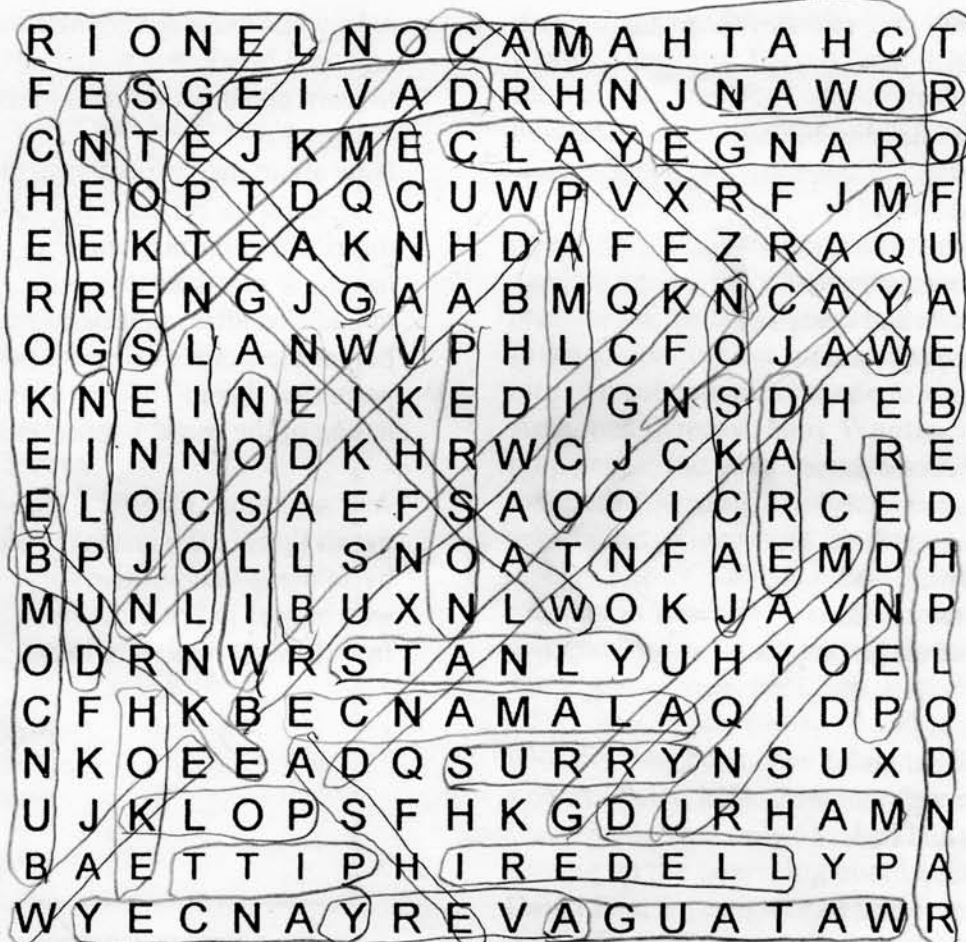 R I O N E L N O C A M A H T A H C T
F E S G E I V A D R H N J N A W O R
C N T E J K M E C L A Y E G N A R O
H E O P T D Q C U W P V X R F J M F
E E K T E A K N H D A F E Z R A Q U
R R E N G J G A A B M Q K N C A Y A
O G S L A N W V P H L C F O J A W E
K N E I N E I K E D I G N S D H E B
E I N N O D K H R W C J C K A L R E
E L O C S A E F S A O O I C R C E D
B P J O L L S N O A T N F A E M D H
M U N L I B U X N L W O K J A V N P
O D R N W R S T A N L Y U H Y O E L
C F H K B E C N A M A L A Q I D P O
N K O E E A D Q S U R R Y N S U X D
U J K L O P S F H K G D U R H A M N
B A E T T I P H I R E D E L L Y P A
W Y E C N A Y R E V A G U A T A W R